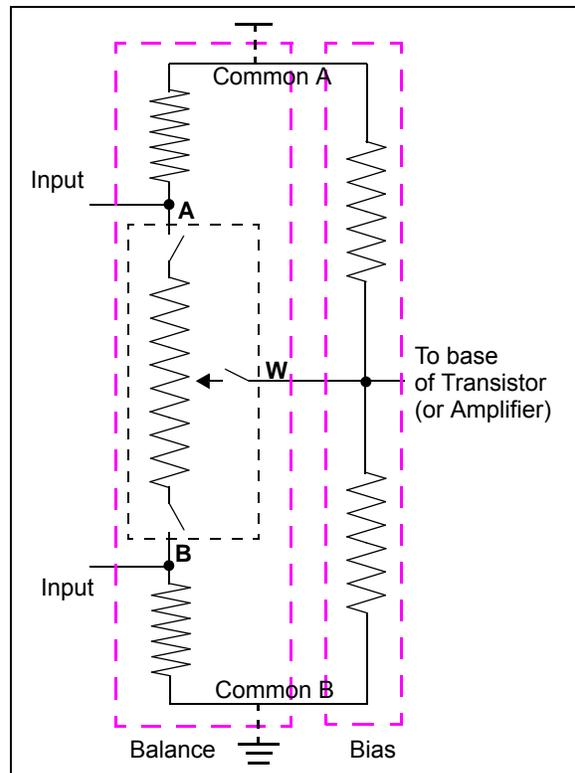 Common A
Input
A
W
To base
of Transistor
(or Amplifier)
B
Input
Common B
Balance
Bias